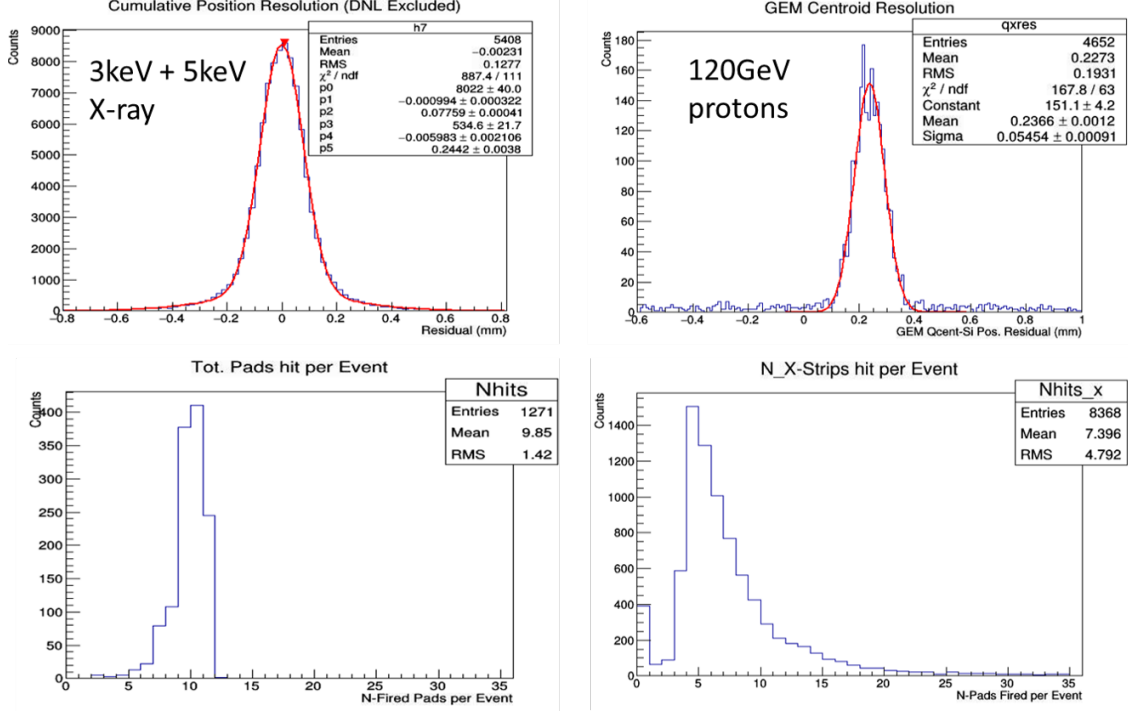 Cumulative Position Resolution (DNL Excluded)
Counts
9000
8000
7000
6000
5000
4000
3000
2000
1000
0
3keV + 5keV
X-ray
h7
Entries 5408
Mean −0.00231
RMS 0.1277
χ² / ndf 887.4 / 111
p0 8022 ± 40.0
p1 −0.000994 ± 0.000322
p2 0.07759 ± 0.00041
p3 534.6 ± 21.7
p4 −0.005983 ± 0.002106
p5 0.2442 ± 0.0038
−0.8 −0.6 −0.4 −0.2 0 0.2 0.4 0.6 0.8
Residual (mm)
GEM Centroid Resolution
Counts
180
160
140
120
100
80
60
40
20
0
120GeV
protons
qxres
Entries 4652
Mean 0.2273
RMS 0.1931
χ² / ndf 167.8 / 63
Constant 151.1 ± 4.2
Mean 0.2366 ± 0.0012
Sigma 0.05454 ± 0.00091
−0.6 −0.4 −0.2 0 0.2 0.4 0.6 0.8 1
GEM Qcent-Si Pos. Residual (mm)
Tot. Pads hit per Event
Counts
400
350
300
250
200
150
100
50
0
Nhits
Entries 1271
Mean 9.85
RMS 1.42
0 5 10 15 20 25 30 35
N-Fired Pads per Event
N_X-Strips hit per Event
Counts
1400
1200
1000
800
600
400
200
0
Nhits_x
Entries 8368
Mean 7.396
RMS 4.792
0 5 10 15 20 25 30 35
N-Pads Fired per Event